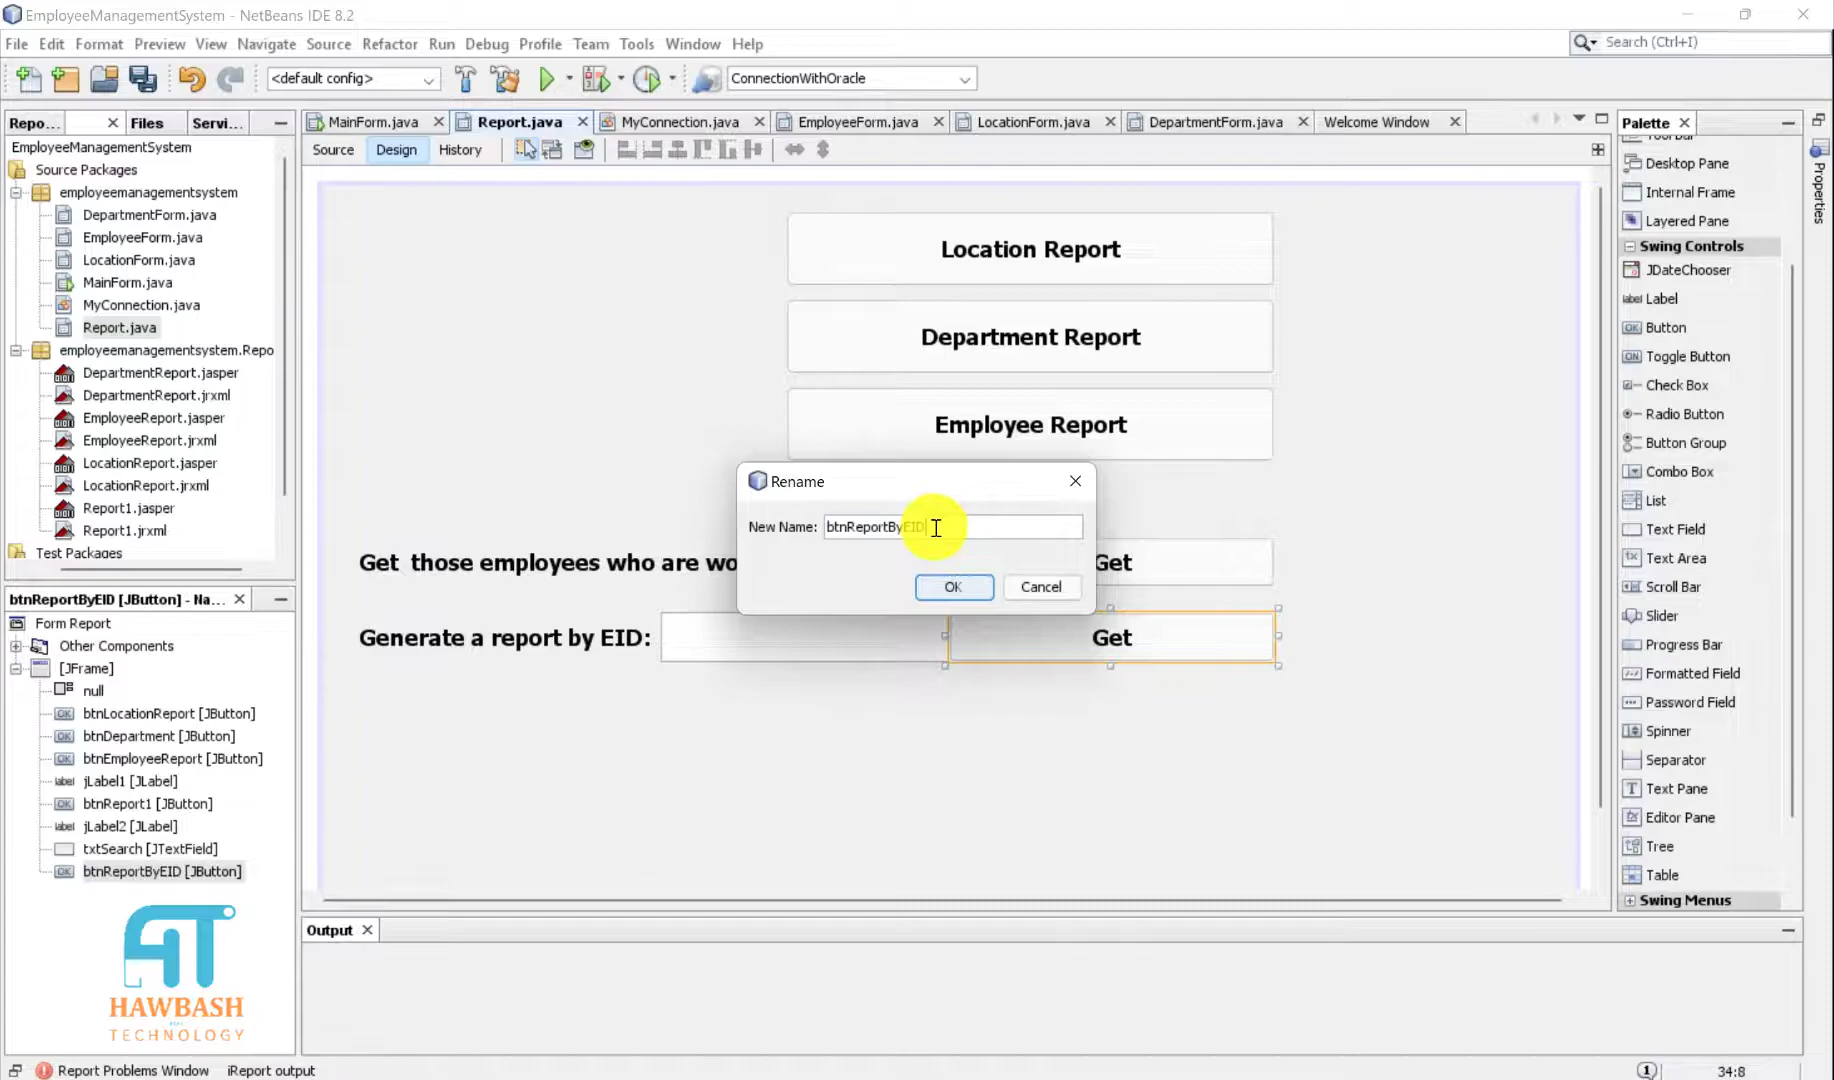 EmployeeManagementSystem - NetBeans IDE 8.2
File Edit Format Preview View Navigate Source Refactor Run Debug Profile Team Tools Window Help
Search (Ctrl+I)
<default config>
ConnectionWithOracle
Repo... Files Servi...
MainForm.java Report.java MyConnection.java EmployeeForm.java LocationForm.java DepartmentForm.java Welcome Window
Palette
Source Design History
EmployeeManagementSystem
Source Packages
employeemanagementsystem
DepartmentForm.java
EmployeeForm.java
LocationForm.java
MainForm.java
MyConnection.java
Report.java
employeemanagementsystem.Repo
DepartmentReport.jasper
DepartmentReport.jrxml
EmployeeReport.jasper
EmployeeReport.jrxml
LocationReport.jasper
LocationReport.jrxml
Report1.jasper
Report1.jrxml
Test Packages
btnReportByEID [JButton] - Na...
Form Report
Other Components
[JFrame]
null
btnLocationReport [JButton]
btnDepartment [JButton]
btnEmployeeReport [JButton]
label jLabel1 [JLabel]
btnReport1 [JButton]
label jLabel2 [JLabel]
txtSearch [JTextField]
btnReportByEID [JButton]
HAWBASH
TECHNOLOGY
Location Report
Department Report
Employee Report
Get those employees who are wo
Get
Generate a report by EID:
Get
Rename
New Name: btnReportByEID
OK Cancel
Output
Tool Bar
Desktop Pane
Internal Frame
Layered Pane
Swing Controls
JDateChooser
label Label
OK Button
ON Toggle Button
Check Box
Radio Button
Button Group
Combo Box
List
Text Field
Text Area
Scroll Bar
Slider
Progress Bar
Formatted Field
Password Field
Spinner
Separator
Text Pane
Editor Pane
Tree
Table
Swing Menus
Properties
Report Problems Window iReport output
1
34:8